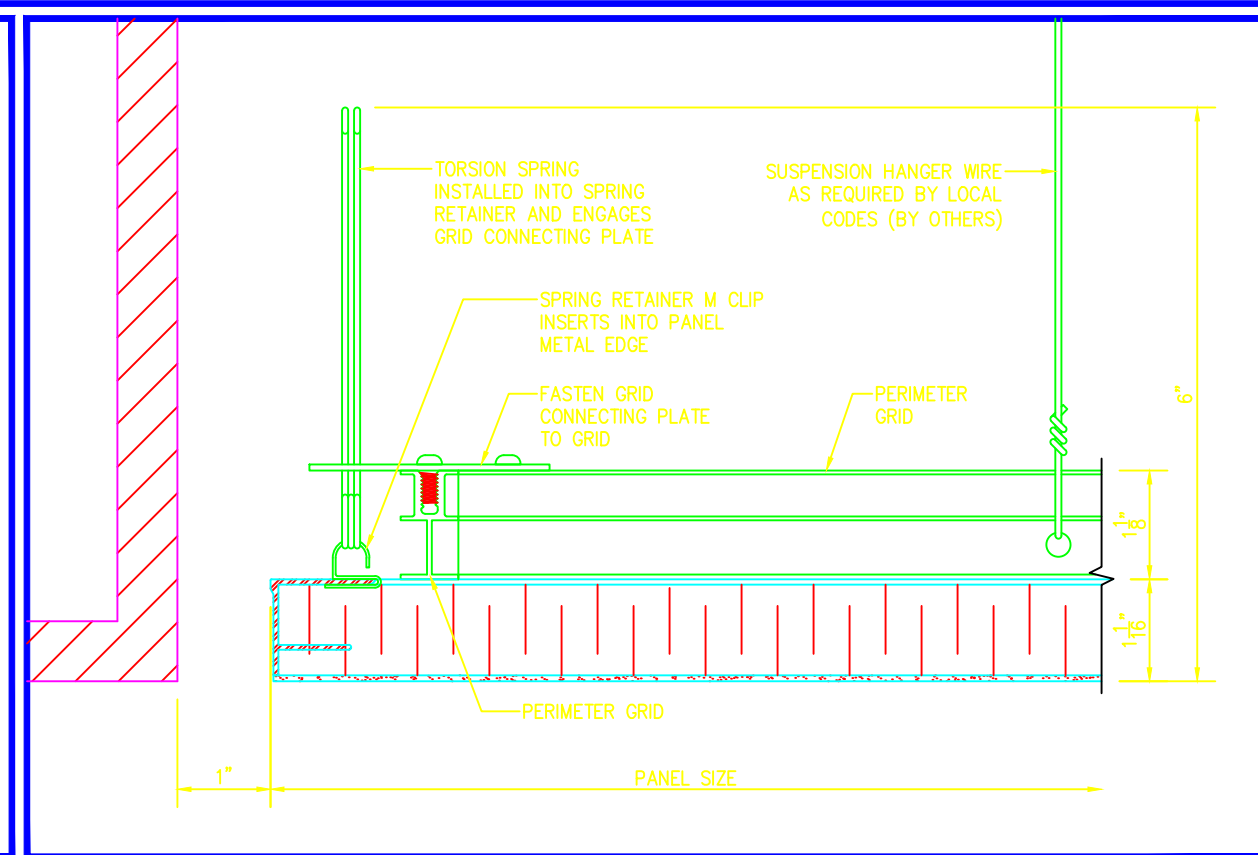 TORSION SPRING
INSTALLED INTO SPRING
RETAINER AND ENGAGES
GRID CONNECTING PLATE
SUSPENSION HANGER WIRE
AS REQUIRED BY LOCAL
CODES (BY OTHERS)
SPRING RETAINER M CLIP
INSERTS INTO PANEL
METAL EDGE
FASTEN GRID
CONNECTING PLATE
TO GRID
PERIMETER
GRID
6"
1 1/8"
1 1/16"
PERIMETER GRID
1"
PANEL SIZE